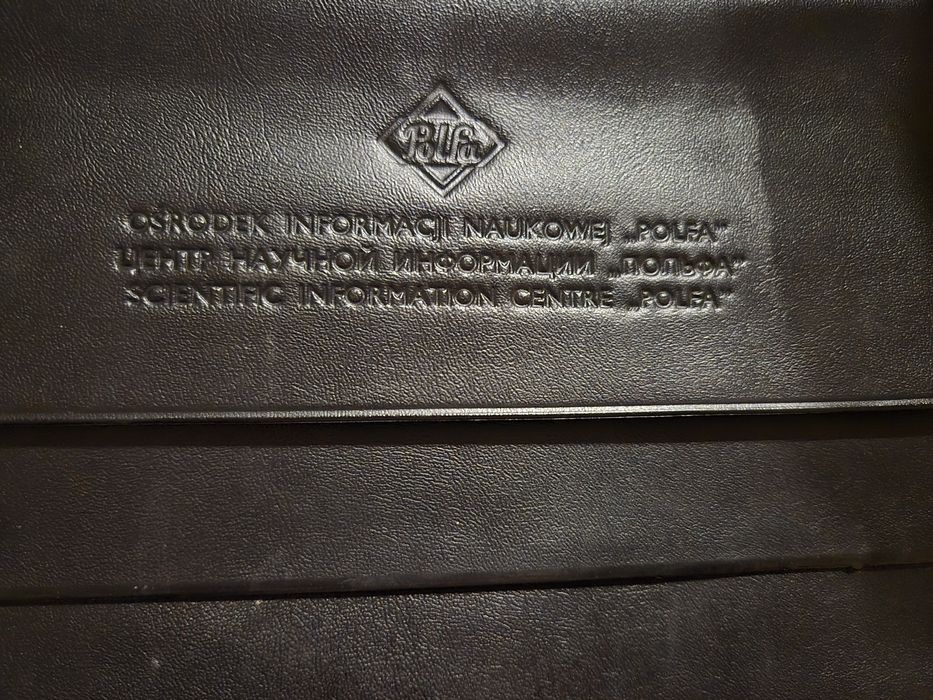 Polfa
OŚRODEK INFORMACJI NAUKOWEJ „POLFA”
ЦЕНТР НАУЧНОЙ ИНФОРМАЦИИ „ПОЛЬФА”
SCIENTIFIC INFORMATION CENTRE „POLFA”